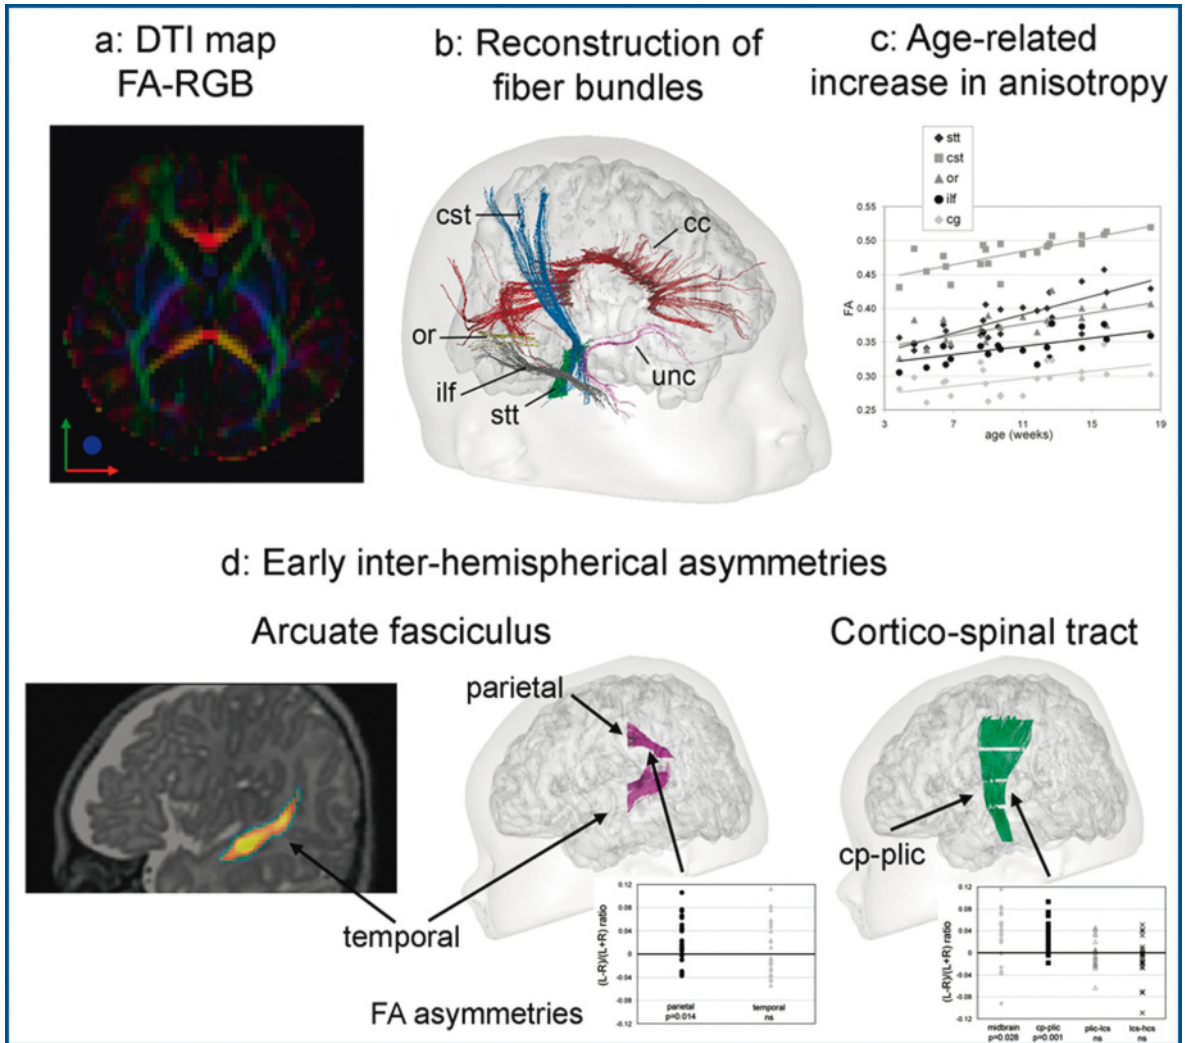 a: DTI map
FA-RGB
b: Reconstruction of
fiber bundles
c: Age-related
increase in anisotropy
cst
cc
or
ilf
stt
unc
stt
cst
or
ilf
cg
0.55
0.50
0.45
0.40
0.35
0.30
0.25
FA
3
7
11
15
19
age (weeks)
d: Early inter-hemispherical asymmetries
Arcuate fasciculus
Cortico-spinal tract
parietal
temporal
cp-plic
FA asymmetries
(L-R)/(L+R) ratio
0.12
0.08
0.04
0
-0.04
-0.08
-0.12
parietal
p=0.014
temporal
ns
(L-R)/(L+R) ratio
0.12
0.08
0.04
0
-0.04
-0.08
-0.12
midbrain
p=0.028
cp-plic
p=0.001
plic-lcs
ns
lcs-hcs
ns